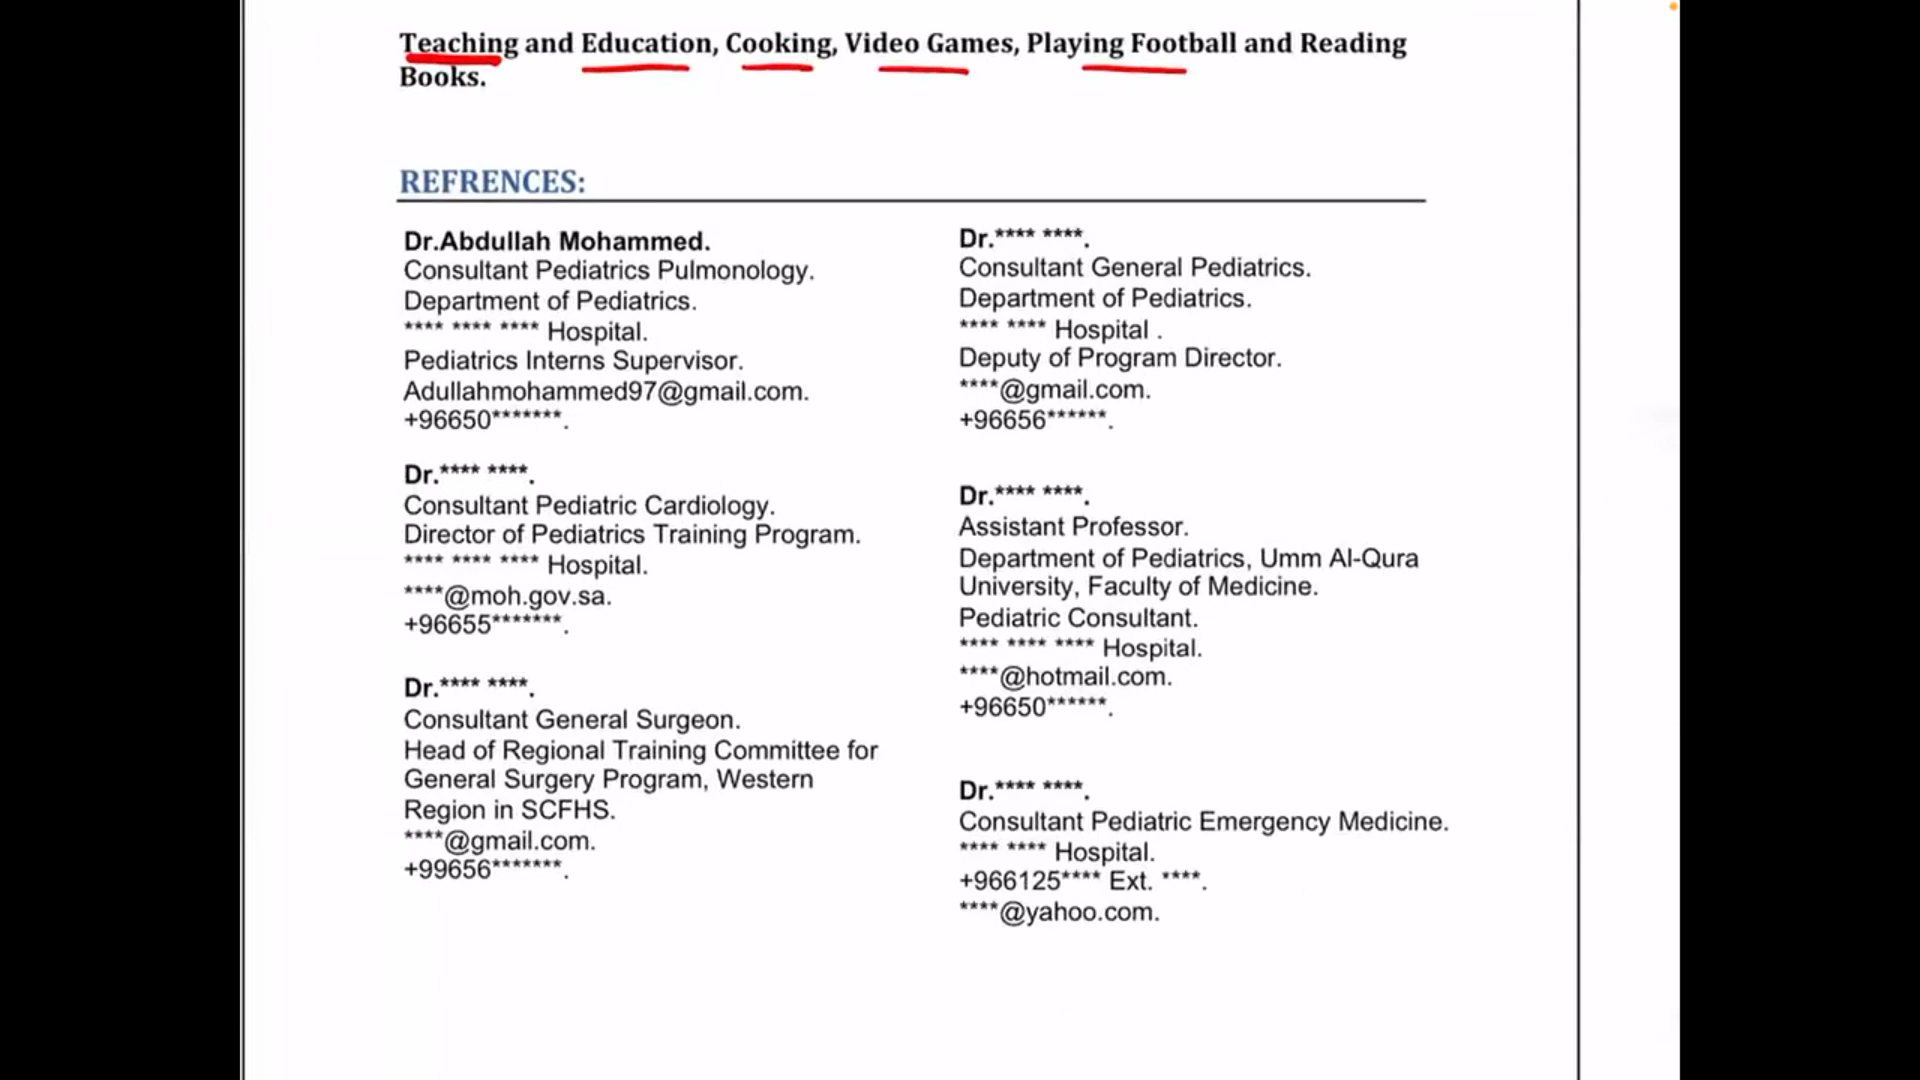 Teaching and Education, Cooking, Video Games, Playing Football and Reading
Books.
REFRENCES:
Dr.Abdullah Mohammed.
Consultant Pediatrics Pulmonology.
Department of Pediatrics.
**** **** **** Hospital.
Pediatrics Interns Supervisor.
Adullahmohammed97@gmail.com.
+96650*******.
Dr.**** ****.
Consultant Pediatric Cardiology.
Director of Pediatrics Training Program.
**** **** **** Hospital.
****@moh.gov.sa.
+96655*******.
Dr.**** ****.
Consultant General Surgeon.
Head of Regional Training Committee for
General Surgery Program, Western
Region in SCFHS.
****@gmail.com.
+99656*******.
Dr.**** ****.
Consultant General Pediatrics.
Department of Pediatrics.
**** **** Hospital .
Deputy of Program Director.
****@gmail.com.
+96656******.
Dr.**** ****.
Assistant Professor.
Department of Pediatrics, Umm Al-Qura
University, Faculty of Medicine.
Pediatric Consultant.
**** **** **** Hospital.
****@hotmail.com.
+96650******.
Dr.**** ****.
Consultant Pediatric Emergency Medicine.
**** **** Hospital.
+966125**** Ext. ****.
****@yahoo.com.